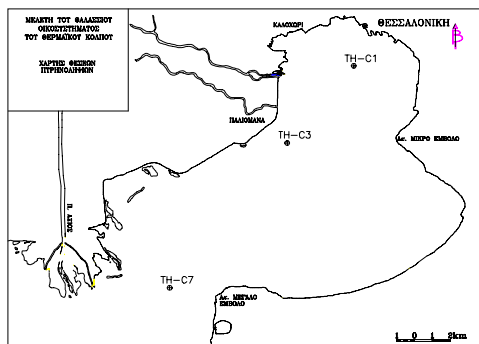 ΜΕΛΕΤΗ ΤΟΥ ΘΑΛΑΣΣΙΟΥ
ΟΙΚΟΣΥΣΤΗΜΑΤΟΣ
ΤΟΥ ΘΕΡΜΑΪΚΟΥ ΚΟΛΠΟΥ
ΧΑΡΤΗΣ ΘΕΣΕΩΝ
ΠΥΡΗΝΟΛΗΨΙΩΝ
ΚΑΛΟΧΩΡΙ
ΘΕΣΣΑΛΟΝΙΚΗ
TH-C1
ΠΑΛΙΟΜΑΝΑ
TH-C3
Ακ. ΜΙΚΡΟ ΕΜΒΟΛΟ
Π. ΑΞΙΟΣ
TH-C7
Ακ. ΜΕΓΑΛΟ
ΕΜΒΟΛΟ
1 0 1 2km